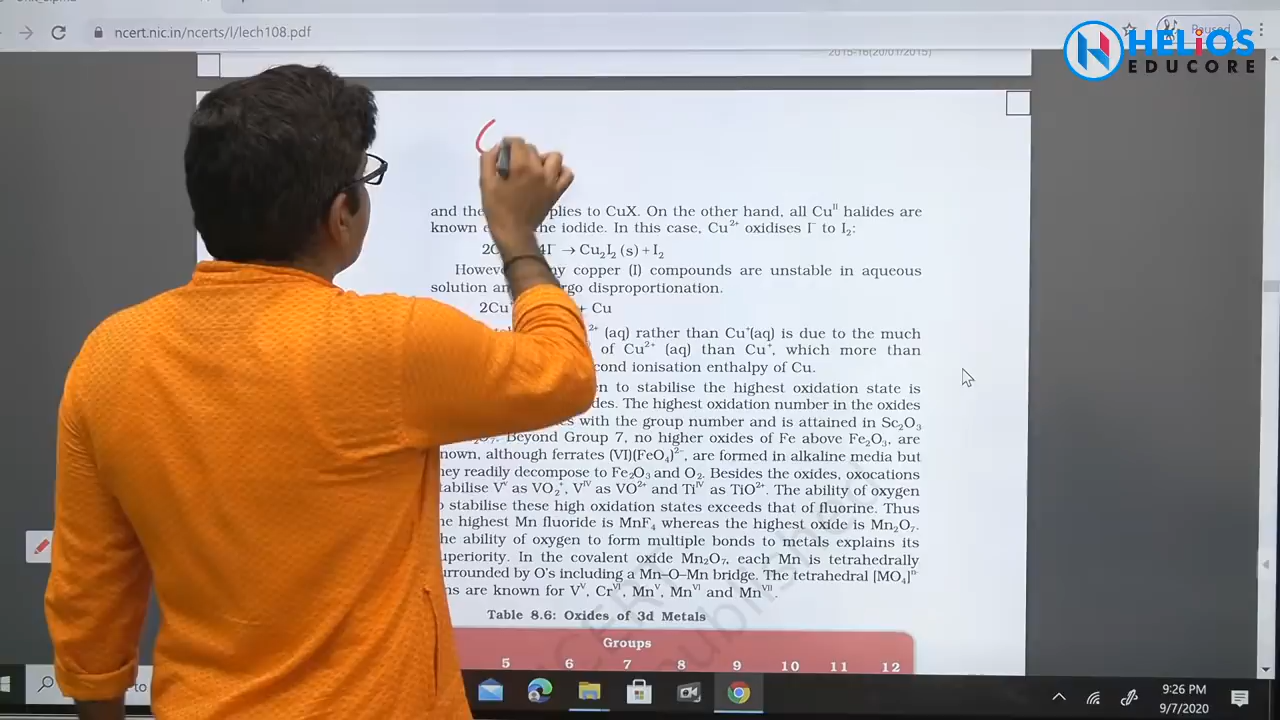 ncert.nic.in/ncerts/l/lech108.pdf
Paused
HELiOS
EDUCORE
2015-16(20/01/2015)
and the plies to CuX. On the other hand, all Cuᴵᴵ halides are
known the iodide. In this case, Cu²⁺ oxidises I⁻ to I₂:
4I⁻ → Cu₂I₂ (s) + I₂
copper (I) compounds are unstable in aqueous
solution disproportionation.
2Cu⁺ + Cu
²⁺ (aq) rather than Cu⁺(aq) is due to the much
of Cu²⁺ (aq) than Cu⁺, which more than
cond ionisation enthalpy of Cu.
to stabilise the highest oxidation state is
des. The highest oxidation number in the oxides
with the group number and is attained in Sc₂O₃
O₇. Beyond Group 7, no higher oxides of Fe above Fe₂O₃, are
nown, although ferrates (VI)(FeO₄)²⁻, are formed in alkaline media but
hey readily decompose to Fe₂O₃ and O₂. Besides the oxides, oxocations
tabilise Vⱽ as VO₂⁺, Vᴵⱽ as VO²⁺ and Tiᴵⱽ as TiO²⁺. The ability of oxygen
o stabilise these high oxidation states exceeds that of fluorine. Thus
he highest Mn fluoride is MnF₄ whereas the highest oxide is Mn₂O₇.
he ability of oxygen to form multiple bonds to metals explains its
uperiority. In the covalent oxide Mn₂O₇, each Mn is tetrahedrally
urrounded by O's including a Mn–O–Mn bridge. The tetrahedral [MO₄]ⁿ⁻
ns are known for Vⱽ, Crⱽᴵ, Mnⱽ, Mnⱽᴵ and Mnⱽᴵᴵ.
Table 8.6: Oxides of 3d Metals
Groups
5 6 7 8 9 10 11 12
to
9:26 PM
9/7/2020